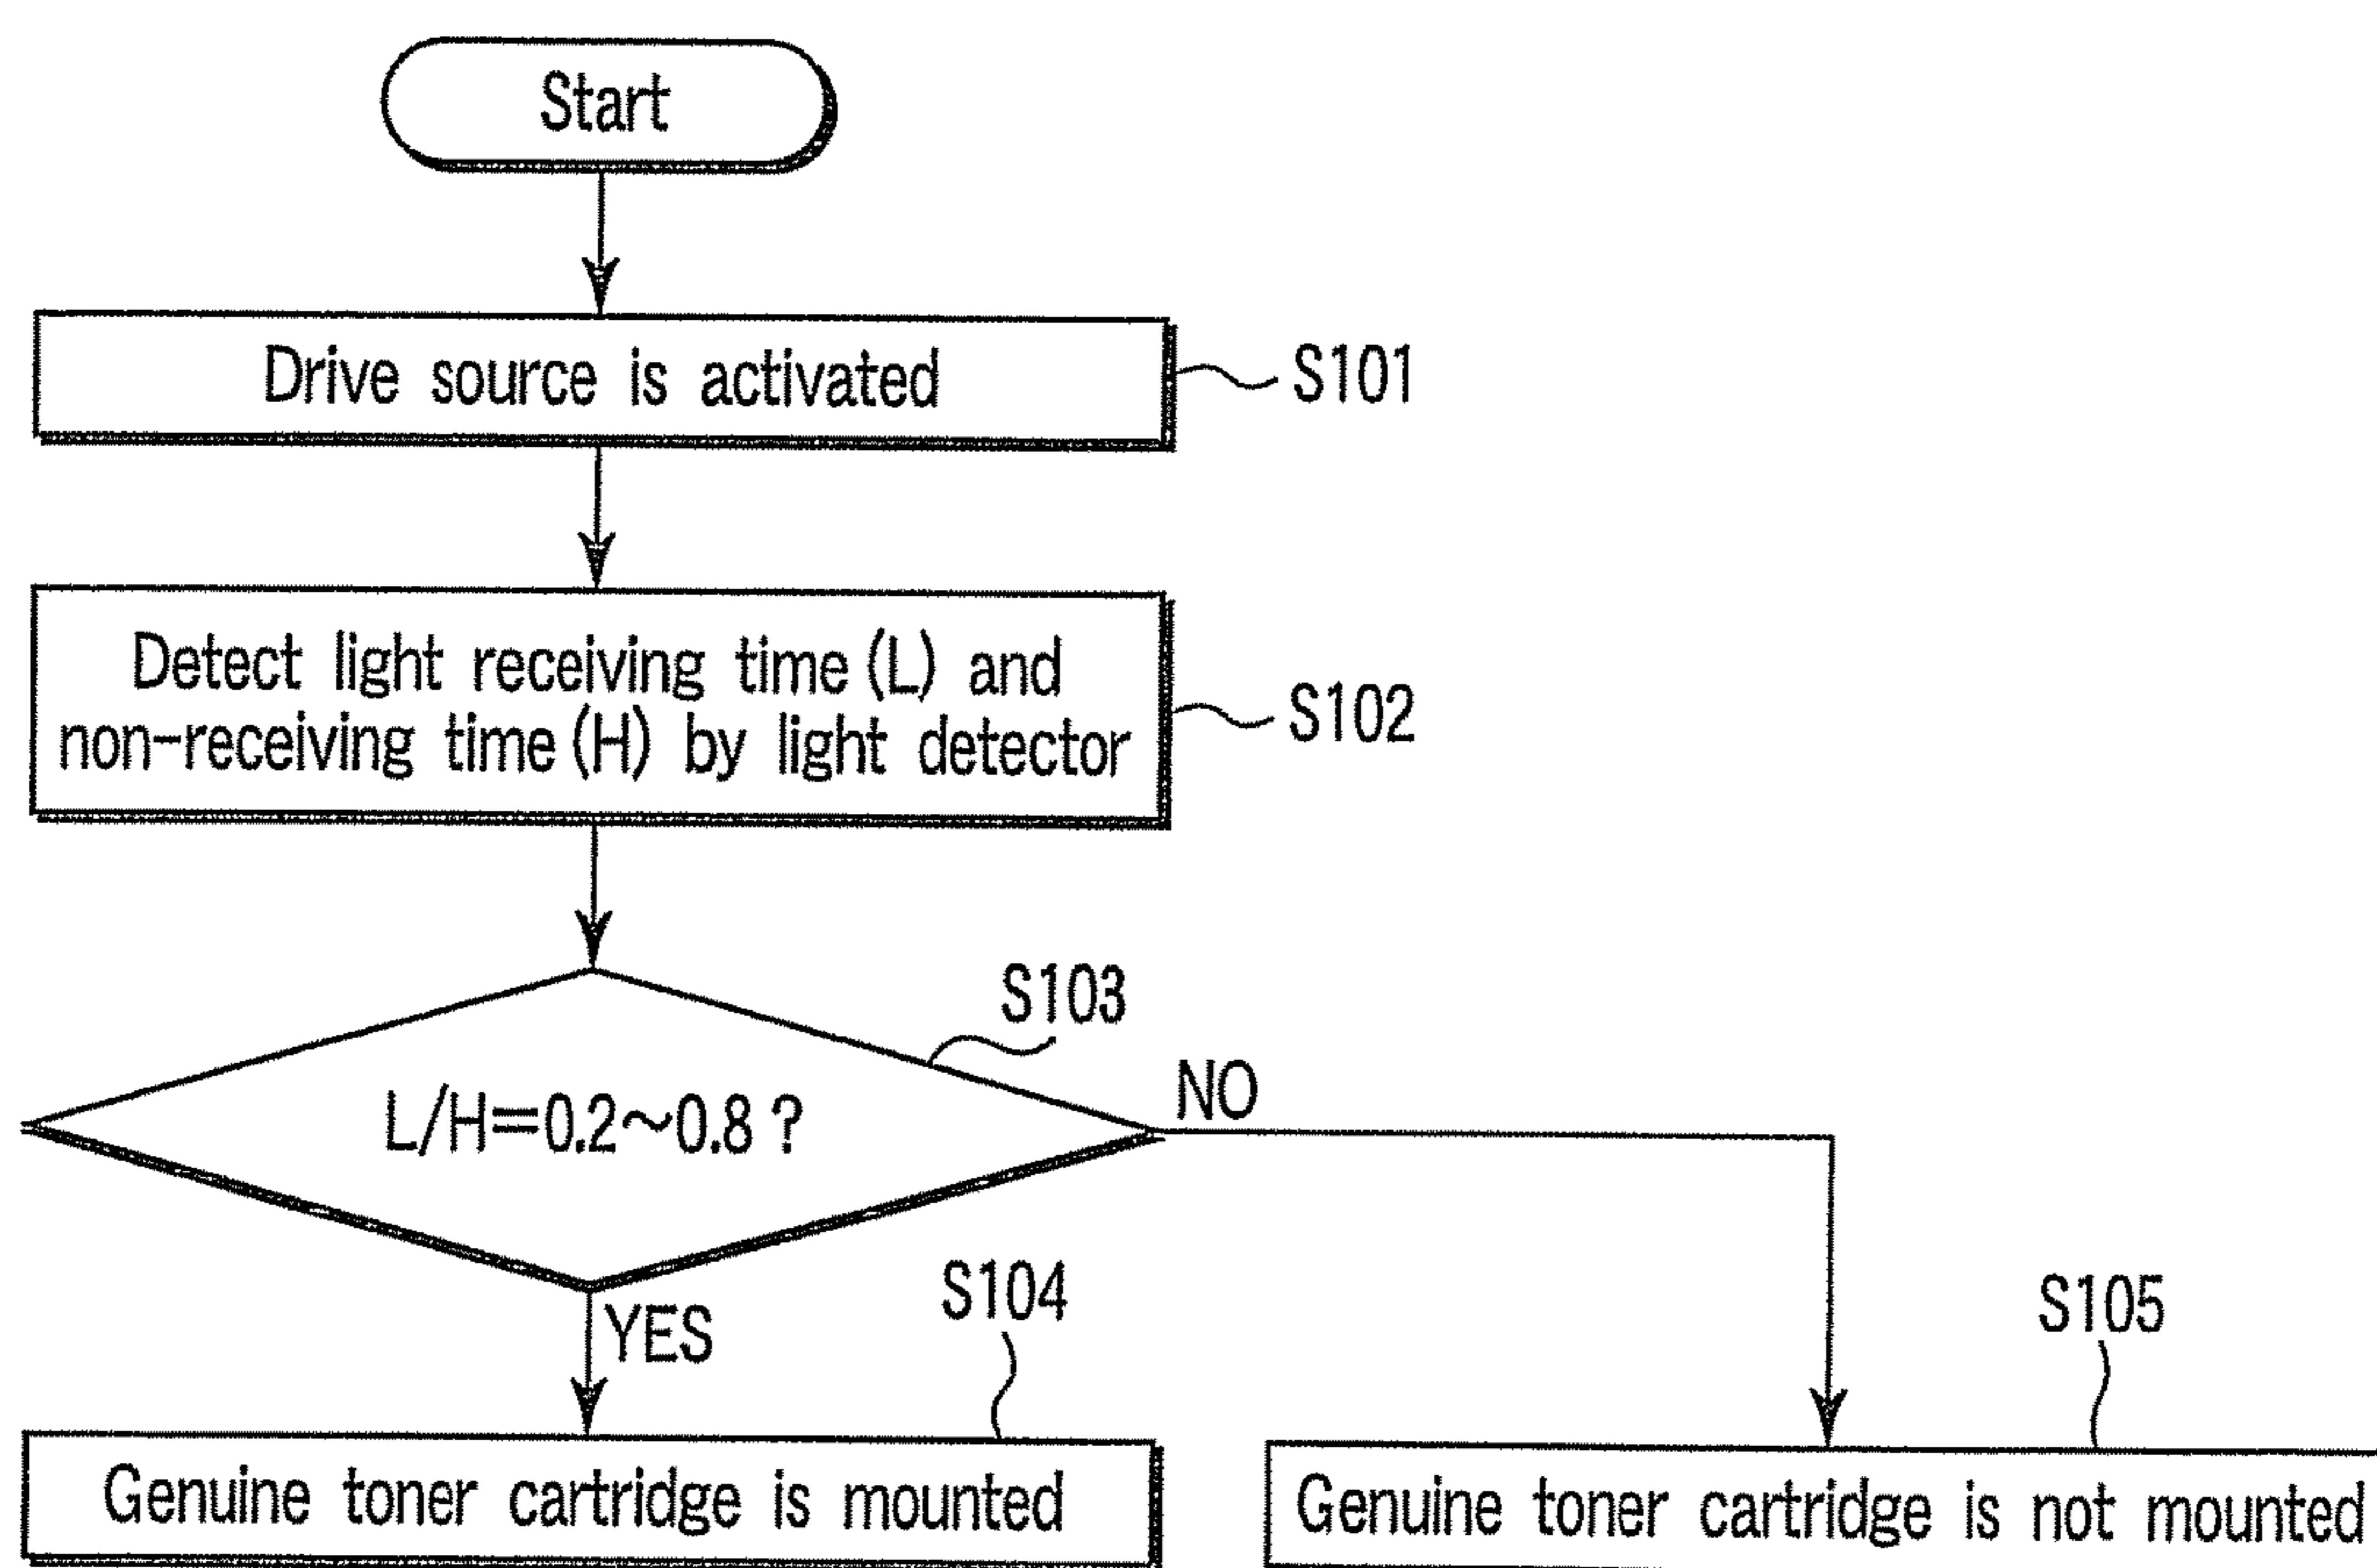 Start
Drive source is activated
S101
Detect light receiving time (L) and
non-receiving time (H) by light detector
S102
S103
L/H=0.2~0.8 ?
NO
YES
S104
S105
Genuine toner cartridge is mounted
Genuine toner cartridge is not mounted